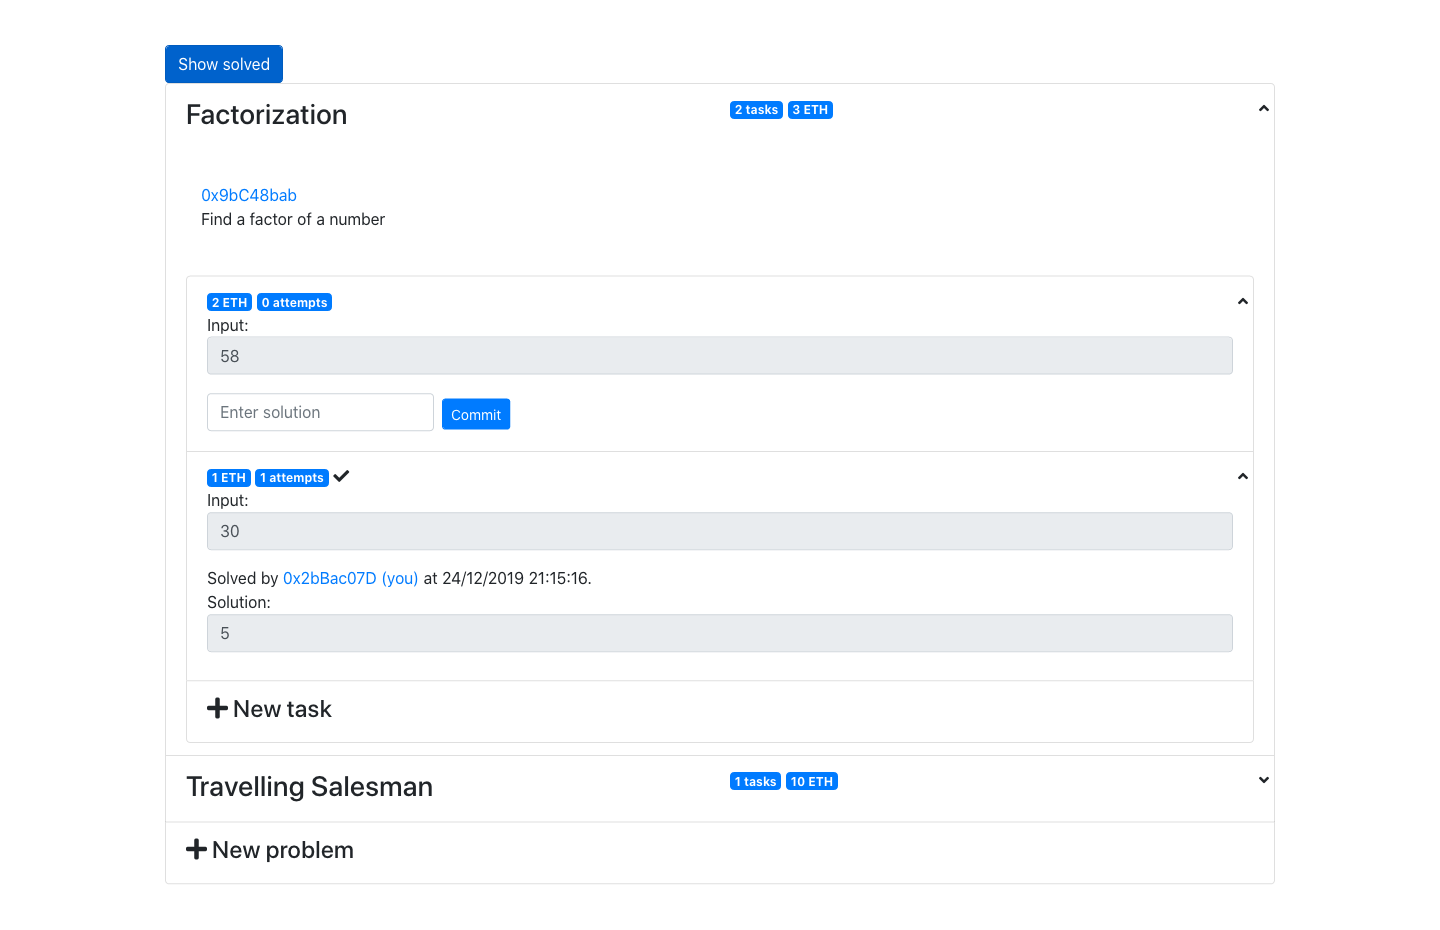 Show solved
Factorization 2 tasks 3 ETH
0x9bC48bab
Find a factor of a number
2 ETH 0 attempts
Input:
58
Enter solution Commit
1 ETH 1 attempts
Input:
30
Solved by 0x2bBac07D (you) at 24/12/2019 21:15:16.
Solution:
5
New task
Travelling Salesman 1 tasks 10 ETH
New problem